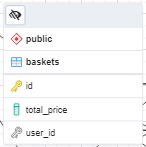 public
baskets
id
total_price
user_id